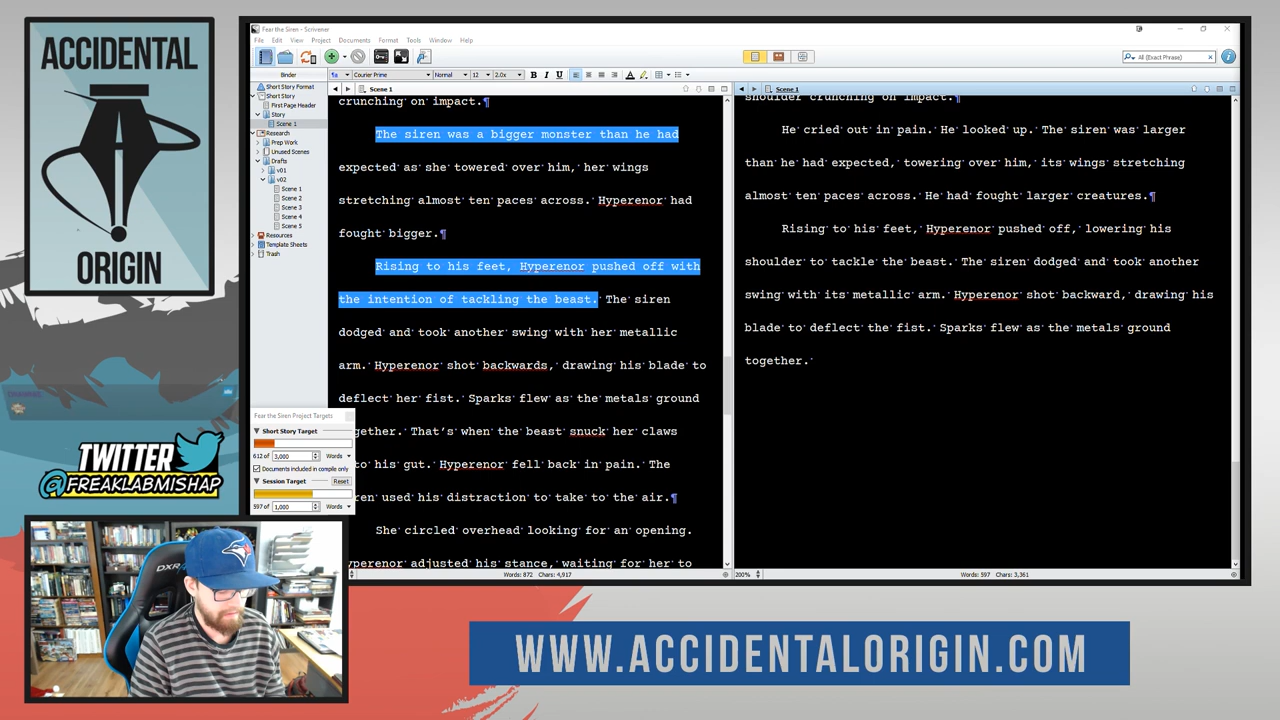 ACCIDENTAL
ORIGIN
TWITTER
@FREAKLABMISHAP
Fear the Siren - Scrivener
File Edit View Project Documents Format Tools Window Help
All (Exact Phrase)
Courier Prime Normal 12 2.0x B I U
Binder
Short Story Format
Short Story
First Page Header
Story
Scene 1
Research
Prep Work
Unused Scenes
Drafts
v01
v02
Scene 1
Scene 2
Scene 3
Scene 4
Scene 5
Resources
Template Sheets
Trash
Fear the Siren Project Targets
Short Story Target
612 of 3,000 Words
Documents included in compile only
Session Target Reset
597 of 1,000 Words
Scene 1
crunching on impact.¶
The siren was a bigger monster than he had
expected as she towered over him, her wings
stretching almost ten paces across. Hyperenor had
fought bigger.¶
Rising to his feet, Hyperenor pushed off with
the intention of tackling the beast. The siren
dodged and took another swing with her metallic
arm. Hyperenor shot backwards, drawing his blade to
deflect her fist. Sparks flew as the metals ground
gether. That's when the beast snuck her claws
to his gut. Hyperenor fell back in pain. The
ren used his distraction to take to the air.¶
She circled overhead looking for an opening.
yperenor adjusted his stance, waiting for her to
Words: 872 Chars: 4,917
Scene 1
shoulder crunching on impact.¶
He cried out in pain. He looked up. The siren was larger
than he had expected, towering over him, its wings stretching
almost ten paces across. He had fought larger creatures.¶
Rising to his feet, Hyperenor pushed off, lowering his
shoulder to tackle the beast. The siren dodged and took another
swing with its metallic arm. Hyperenor shot backward, drawing his
blade to deflect the fist. Sparks flew as the metals ground
together.
200% Words: 597 Chars: 3,361
DXR
WWW.ACCIDENTALORIGIN.COM